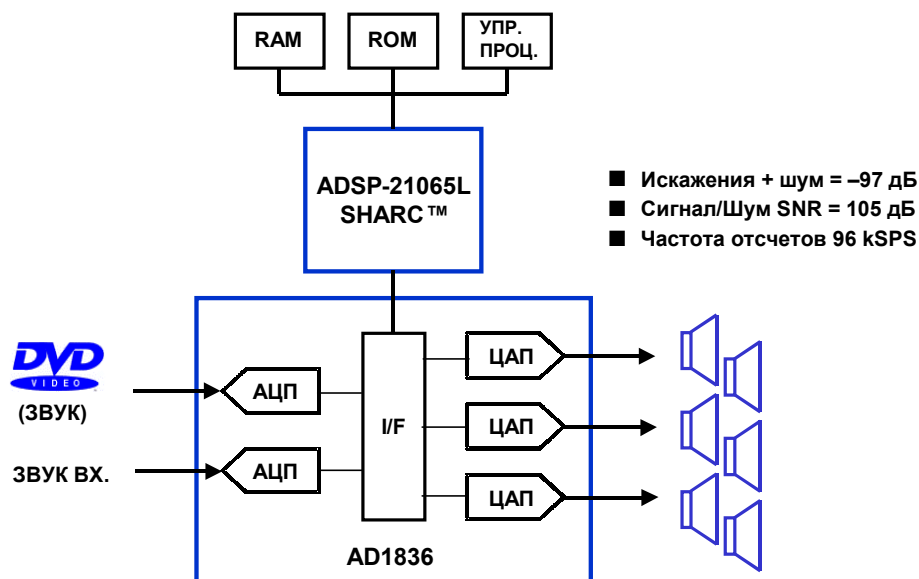 RAM
ROM
УПР.
ПРОЦ.
ADSP-21065L
SHARC™
■ Искажения + шум = –97 дБ
■ Сигнал/Шум SNR = 105 дБ
■ Частота отсчетов 96 kSPS
DVD
VIDEO
(ЗВУК)
ЗВУК ВХ.
АЦП
АЦП
I/F
ЦАП
ЦАП
ЦАП
AD1836